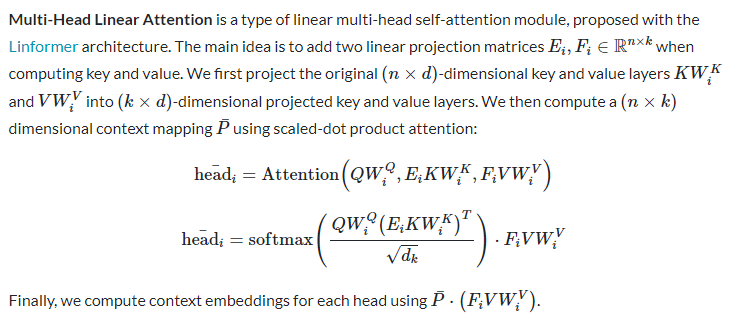 Multi-Head Linear Attention is a type of linear multi-head self-attention module, proposed with the
Linformer architecture. The main idea is to add two linear projection matrices $E_i, F_i \in \mathbb{R}^{n \times k}$ when
computing key and value. We first project the original $(n \times d)$-dimensional key and value layers $KW_i^K$
and $VW_i^V$ into $(k \times d)$-dimensional projected key and value layers. We then compute a $(n \times k)$
dimensional context mapping $\bar{P}$ using scaled-dot product attention:
$\bar{\text{head}}_i = \text{Attention}\left(QW_i^Q, E_iKW_i^K, F_iVW_i^V\right)$
$\bar{\text{head}}_i = \text{softmax}\left(\frac{QW_i^Q(E_iKW_i^K)^T}{\sqrt{d_k}}\right) \cdot F_iVW_i^V$
Finally, we compute context embeddings for each head using $\bar{P} \cdot (F_iVW_i^V)$.